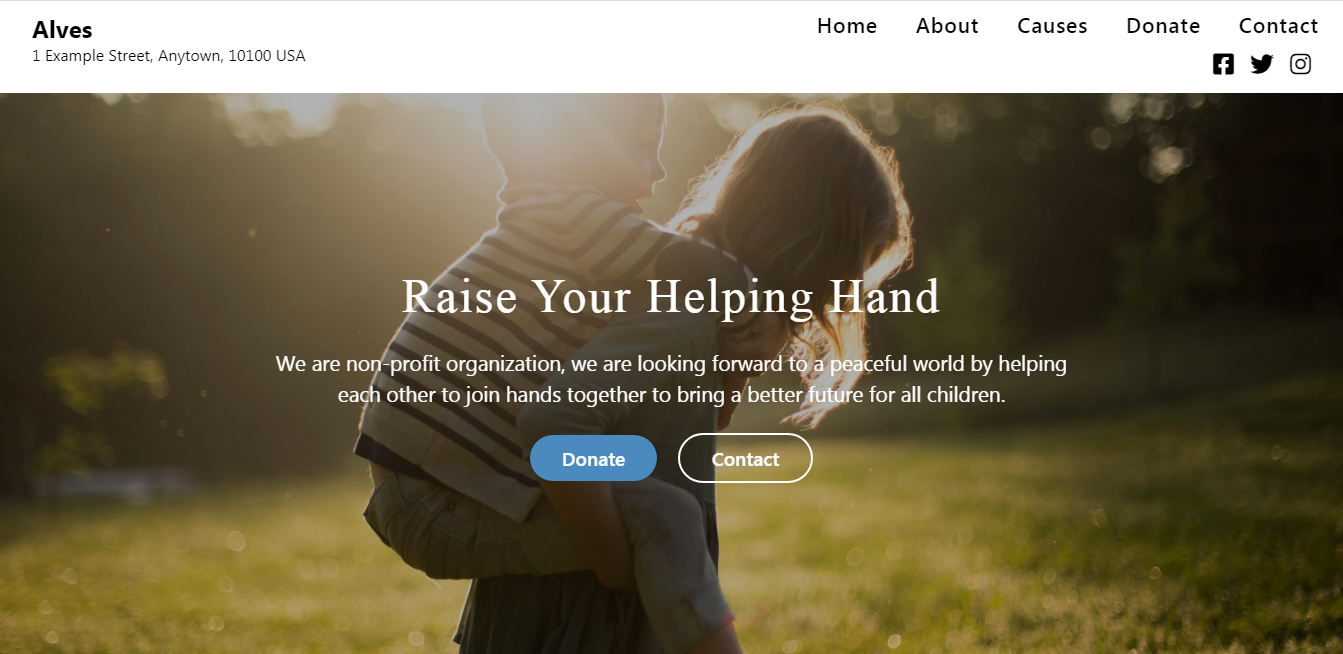 Alves
1 Example Street, Anytown, 10100 USA
Home About Causes Donate Contact
Raise Your Helping Hand
We are non-profit organization, we are looking forward to a peaceful world by helping
each other to join hands together to bring a better future for all children.
Donate Contact